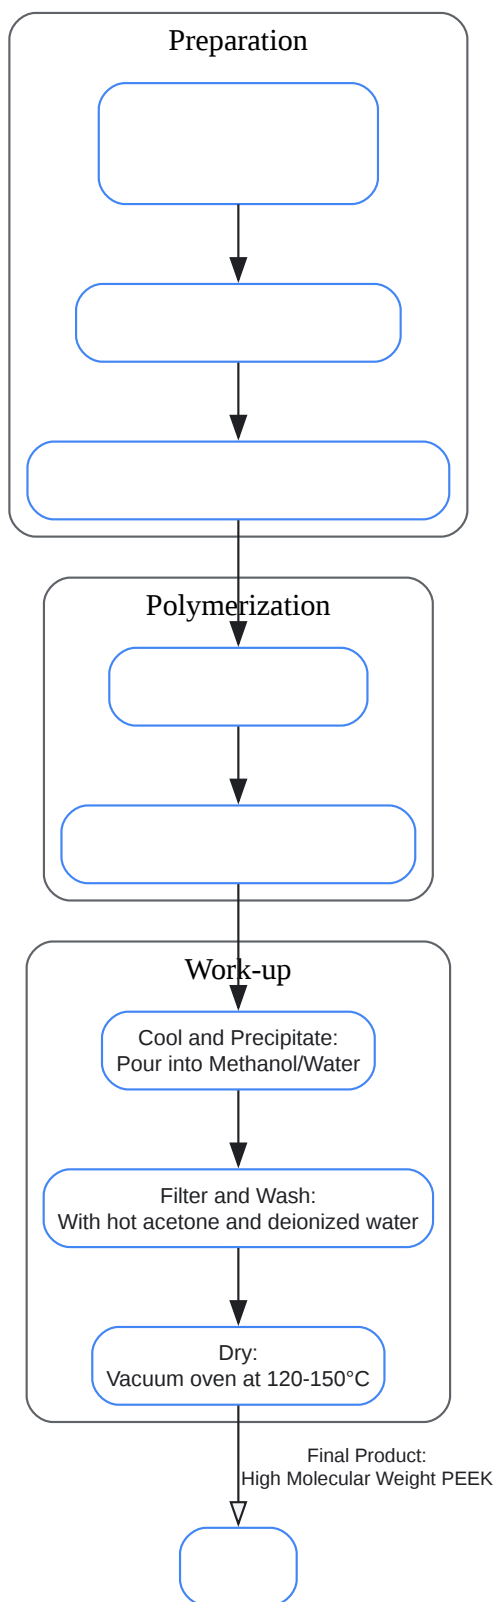 Preparation
Polymerization
Work-up
Cool and Precipitate:
Pour into Methanol/Water
Filter and Wash:
With hot acetone and deionized water
Dry:
Vacuum oven at 120-150°C
Final Product:
High Molecular Weight PEEK